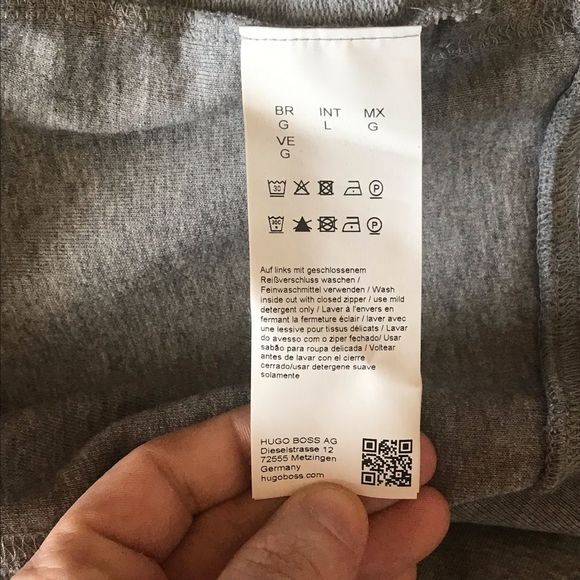 BR INT MX
G L G
VE
G
30 P
30C P
Auf links mit geschlossenem
Reißverschluss waschen /
Feinwaschmittel verwenden / Wash
inside out with closed zipper / use mild
detergent only / Laver à l'envers en
fermant la fermeture éclair / laver avec
une lessive pour tissus délicats / Lavar
do avesso com o ziper fechado/ Usar
sabão para roupa delicada / Voltear
antes de lavar con el cierre
cerrado/usar detergene suave
solamente
HUGO BOSS AG
Dieselstrasse 12
72555 Metzingen
Germany
hugoboss.com